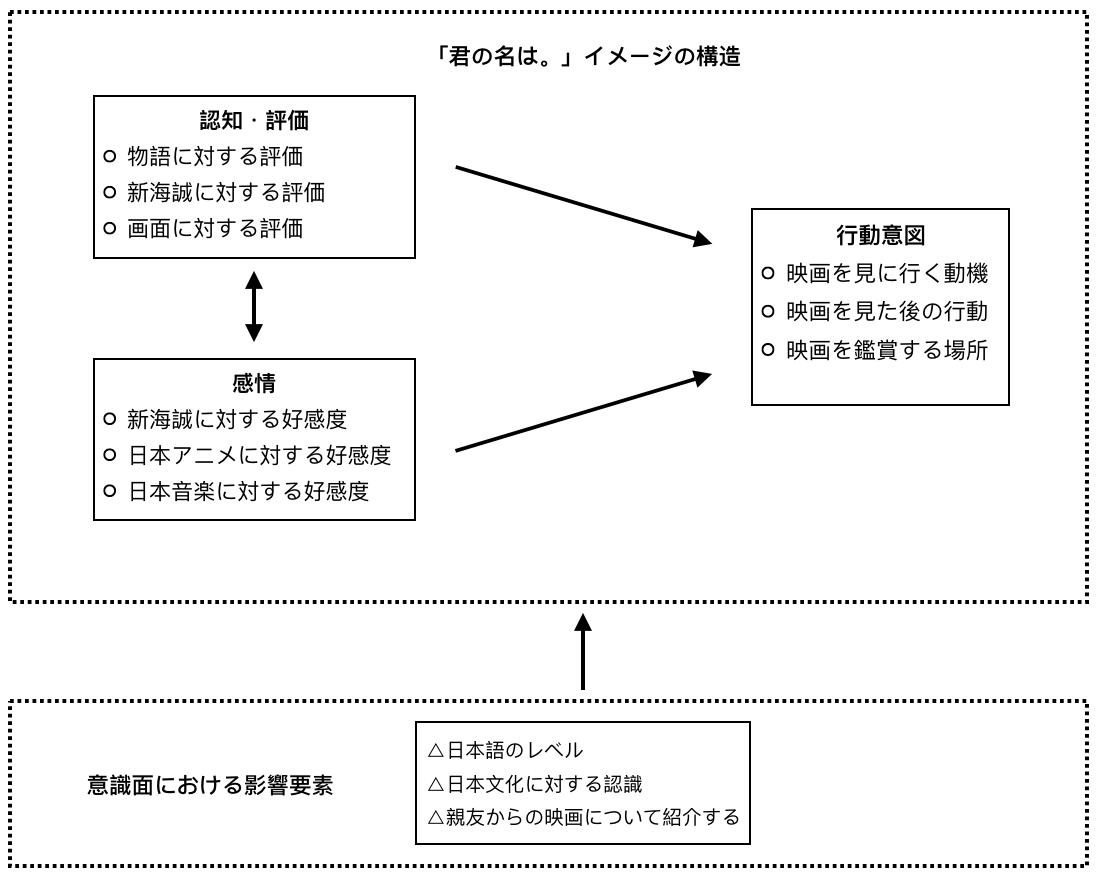 「君の名は。」イメージの構造
認知・評価
○ 物語に対する評価
○ 新海誠に対する評価
○ 画面に対する評価
感情
○ 新海誠に対する好感度
○ 日本アニメに対する好感度
○ 日本音楽に対する好感度
行動意図
○ 映画を見に行く動機
○ 映画を見た後の行動
○ 映画を鑑賞する場所
意識面における影響要素
△日本語のレベル
△日本文化に対する認識
△親友からの映画について紹介する